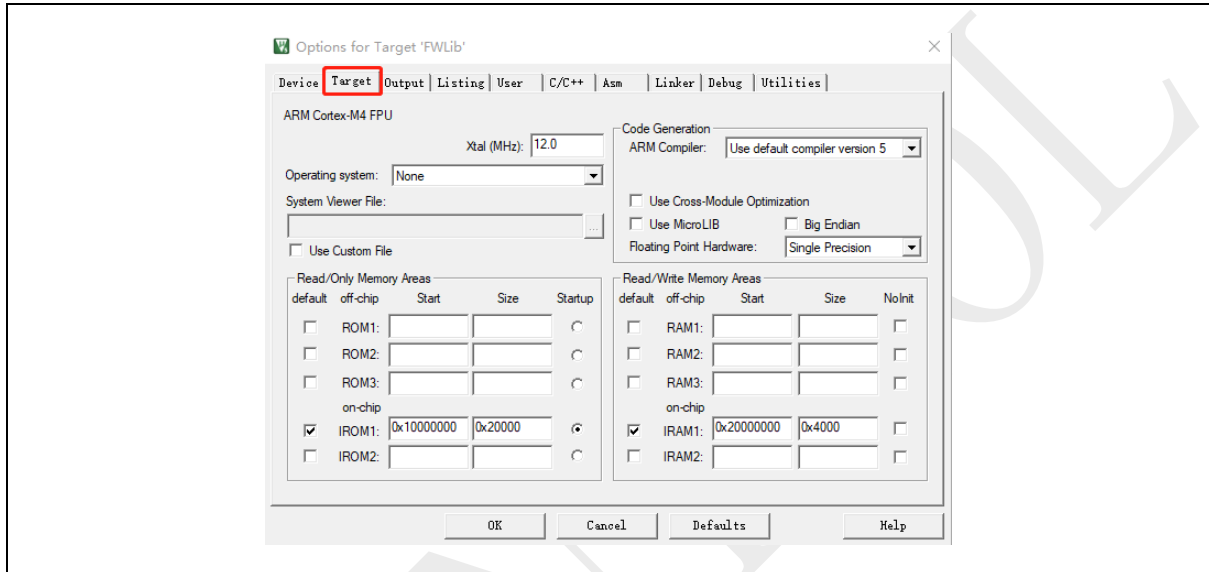 Options for Target 'FWLib'
Device Target Output Listing User C/C++ Asm Linker Debug Utilities
ARM Cortex-M4 FPU
Xtal (MHz): 12.0
Operating system: None
System Viewer File:
...
Use Custom File
Code Generation
ARM Compiler: Use default compiler version 5
Use Cross-Module Optimization
Use MicroLIB Big Endian
Floating Point Hardware: Single Precision
Read/Only Memory Areas
default off-chip Start Size Startup
ROM1:
ROM2:
ROM3:
on-chip
IROM1: 0x10000000 0x20000
IROM2:
Read/Write Memory Areas
default off-chip Start Size NoInit
RAM1:
RAM2:
RAM3:
on-chip
IRAM1: 0x20000000 0x4000
IRAM2:
OK Cancel Defaults Help